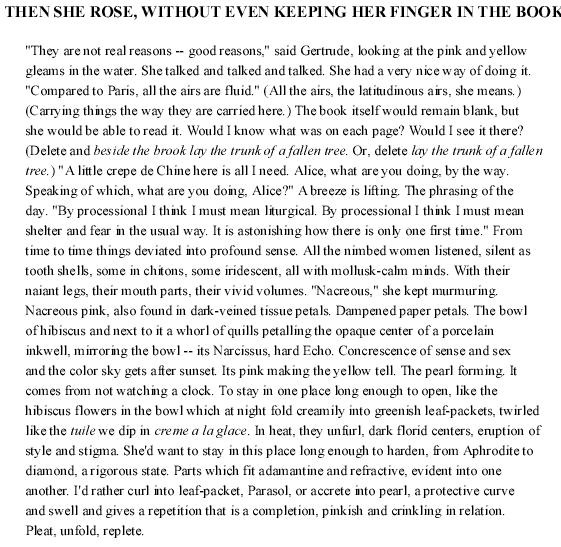 THEN SHE ROSE, WITHOUT EVEN KEEPING HER FINGER IN THE BOOK
"They are not real reasons -- good reasons," said Gertrude, looking at the pink and yellow
gleams in the water. She talked and talked and talked. She had a very nice way of doing it.
"Compared to Paris, all the airs are fluid." (All the airs, the latitudinous airs, she means.)
(Carrying things the way they are carried here.) The book itself would remain blank, but
she would be able to read it. Would I know what was on each page? Would I see it there?
(Delete and beside the brook lay the trunk of a fallen tree. Or, delete lay the trunk of a fallen
tree.) "A little crepe de Chine here is all I need. Alice, what are you doing, by the way.
Speaking of which, what are you doing, Alice?" A breeze is lifting. The phrasing of the
day. "By processional I think I must mean liturgical. By processional I think I must mean
shelter and fear in the usual way. It is astonishing how there is only one first time." From
time to time things deviated into profound sense. All the nimbed women listened, silent as
tooth shells, some in chitons, some iridescent, all with mollusk-calm minds. With their
naiant legs, their mouth parts, their vivid volumes. "Nacreous," she kept murmuring.
Nacreous pink, also found in dark-veined tissue petals. Dampened paper petals. The bowl
of hibiscus and next to it a whorl of quills petalling the opaque center of a porcelain
inkwell, mirroring the bowl -- its Narcissus, hard Echo. Concrescence of sense and sex
and the color sky gets after sunset. Its pink making the yellow tell. The pearl forming. It
comes from not watching a clock. To stay in one place long enough to open, like the
hibiscus flowers in the bowl which at night fold creamily into greenish leaf-packets, twirled
like the tuile we dip in creme a la glace. In heat, they unfurl, dark florid centers, eruption of
style and stigma. She'd want to stay in this place long enough to harden, from Aphrodite to
diamond, a rigorous state. Parts which fit adamantine and refractive, evident into one
another. I'd rather curl into leaf-packet, Parasol, or accrete into pearl, a protective curve
and swell and gives a repetition that is a completion, pinkish and crinkling in relation.
Pleat, unfold, replete.